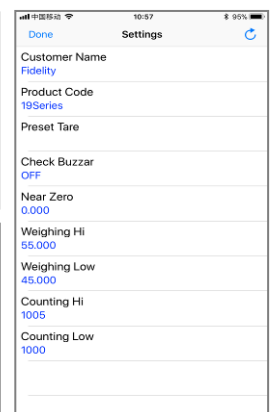 中国移动 10:57 95%
Done Settings
Customer Name
Fidelity
Product Code
19Series
Preset Tare
Check Buzzar
OFF
Near Zero
0.000
Weighing Hi
55.000
Weighing Low
45.000
Counting Hi
1005
Counting Low
1000